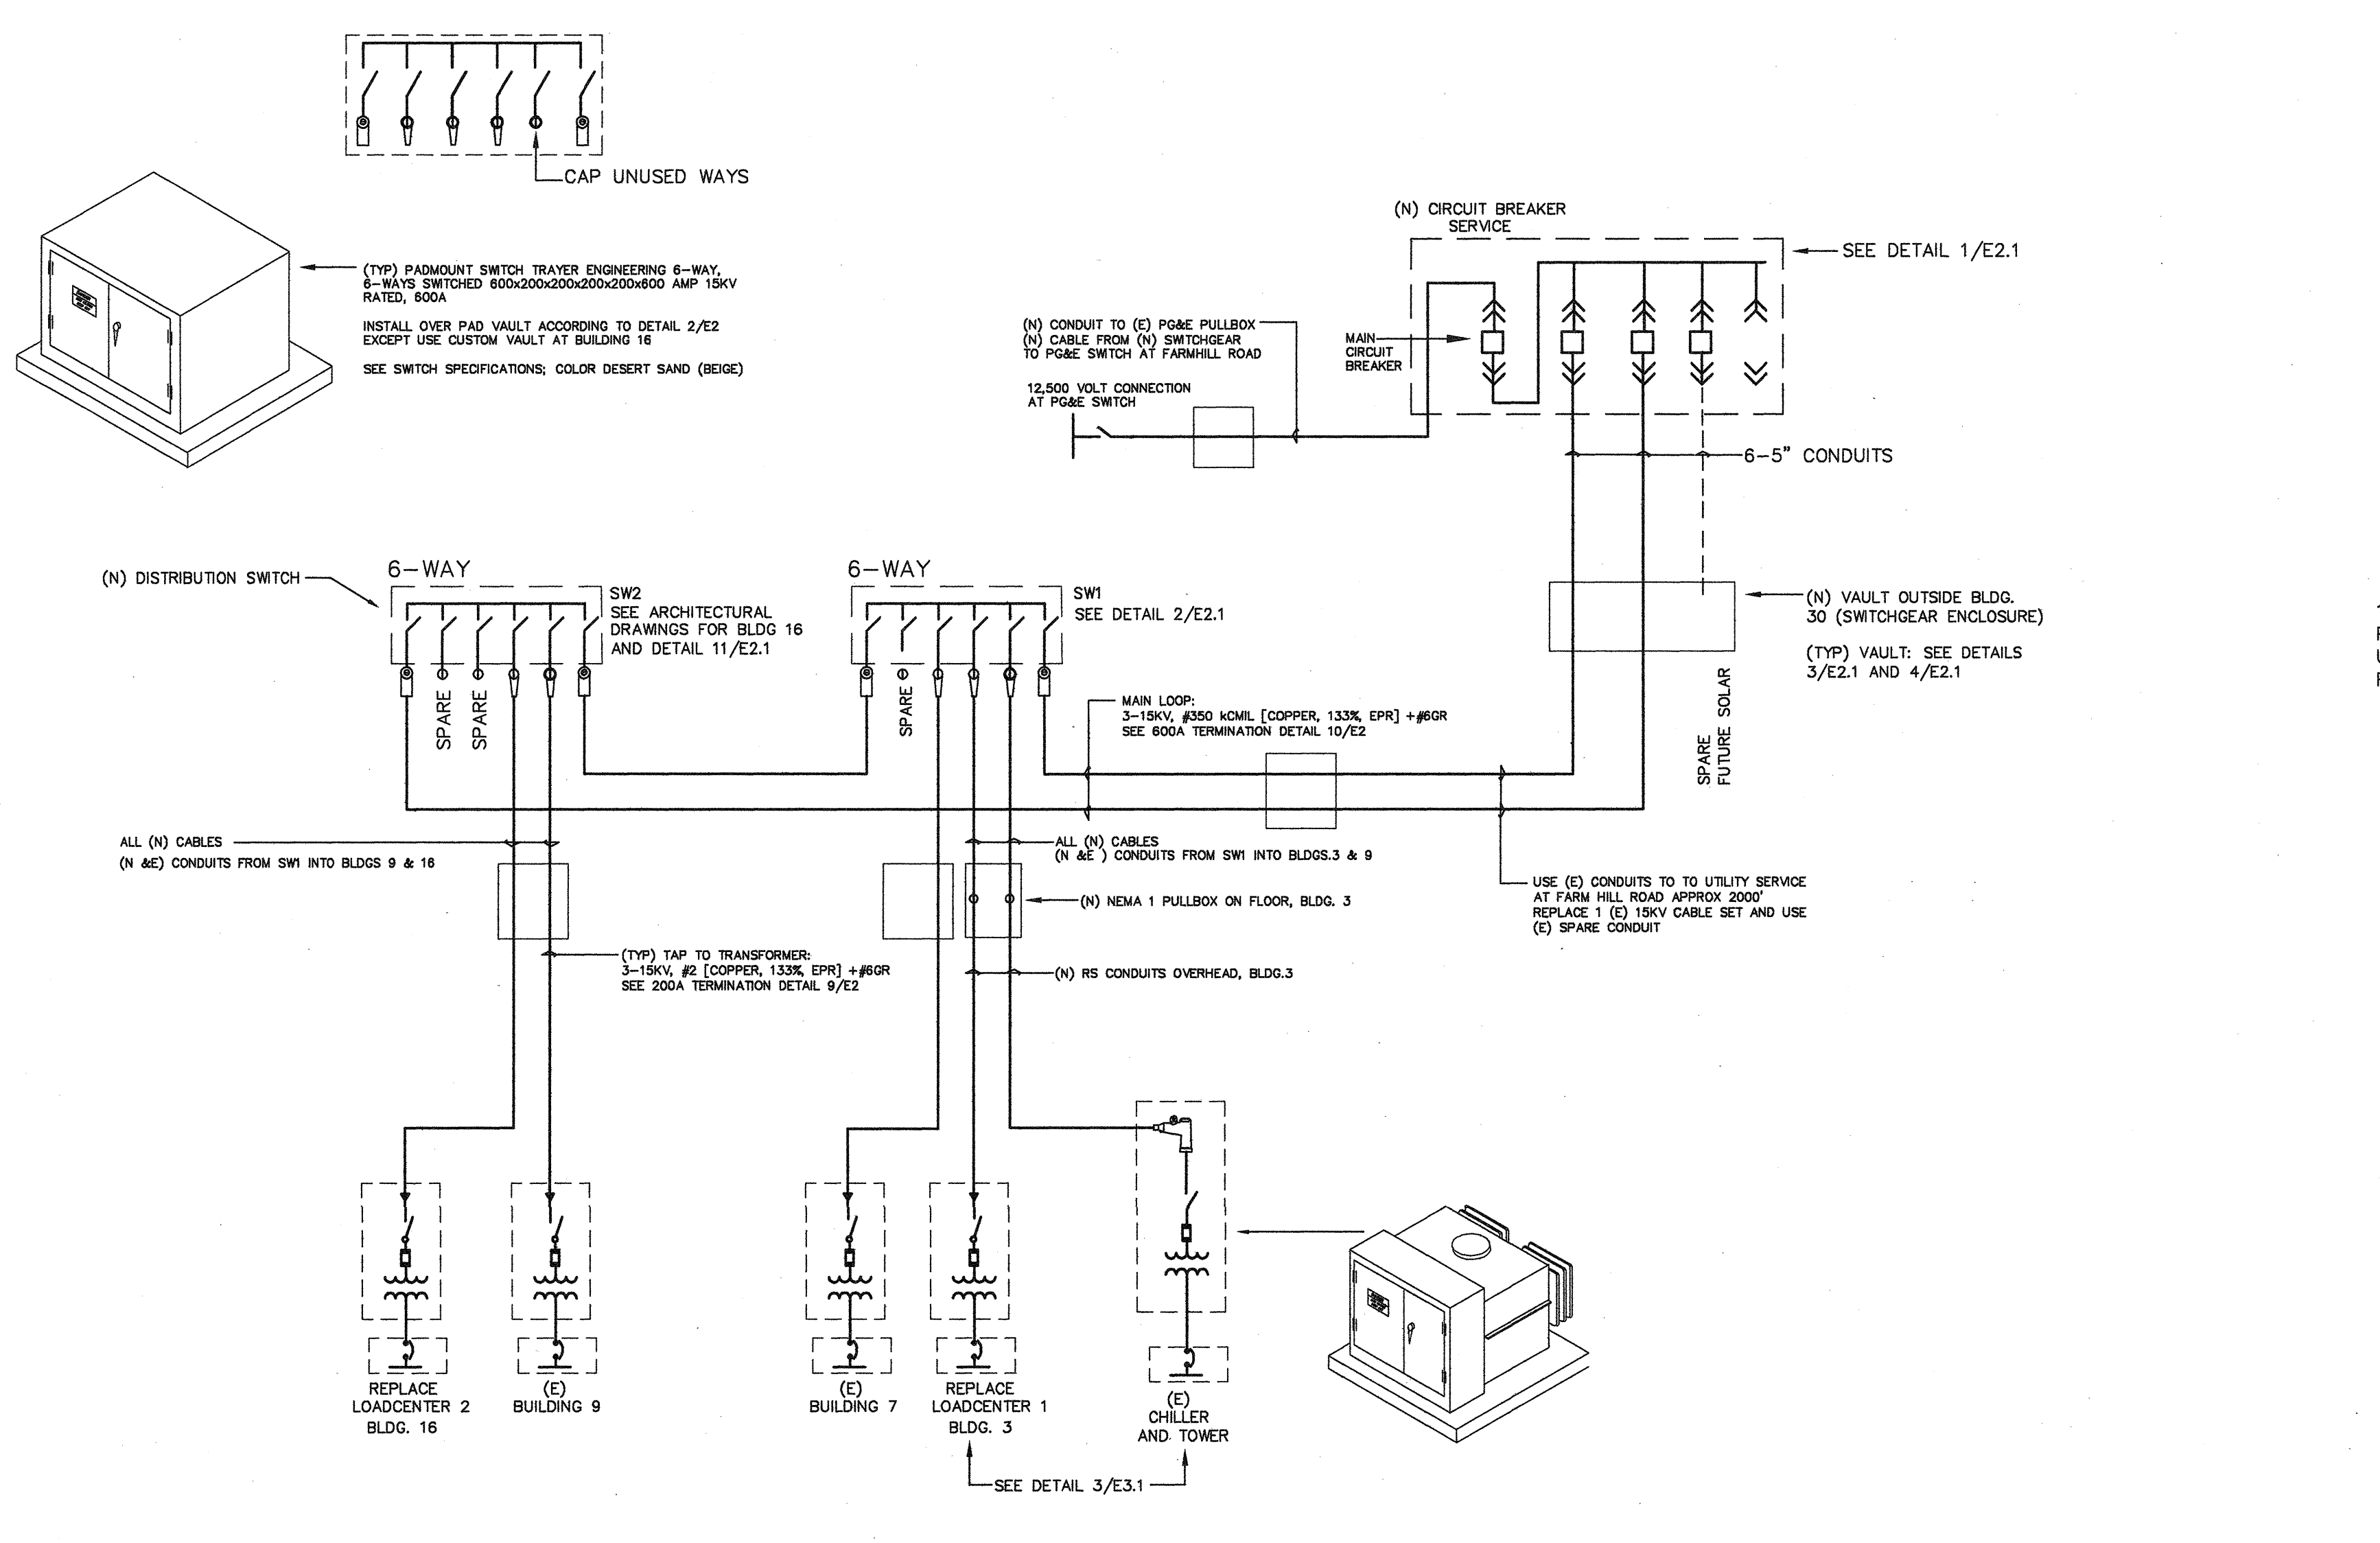 CAP UNUSED WAYS
(TYP) PADMOUNT SWITCH TRAYER ENGINEERING 6-WAY,
6-WAYS SWITCHED 600x200x200x200x200x600 AMP 15KV
RATED, 600A
INSTALL OVER PAD VAULT ACCORDING TO DETAIL 2/E2
EXCEPT USE CUSTOM VAULT AT BUILDING 16
SEE SWITCH SPECIFICATIONS; COLOR DESERT SAND (BEIGE)
(N) CIRCUIT BREAKER
SERVICE
SEE DETAIL 1/E2.1
(N) CONDUIT TO (E) PG&E PULLBOX
(N) CABLE FROM (N) SWITCHGEAR
TO PG&E SWITCH AT FARMHILL ROAD
MAIN
CIRCUIT
BREAKER
12,500 VOLT CONNECTION
AT PG&E SWITCH
6-5" CONDUITS
(N) DISTRIBUTION SWITCH
6-WAY
SW2
SEE ARCHITECTURAL
DRAWINGS FOR BLDG 16
AND DETAIL 11/E2.1
SPARE
SPARE
6-WAY
SW1
SEE DETAIL 2/E2.1
SPARE
(N) VAULT OUTSIDE BLDG.
30 (SWITCHGEAR ENCLOSURE)
(TYP) VAULT: SEE DETAILS
3/E2.1 AND 4/E2.1
SPARE
FUTURE SOLAR
MAIN LOOP:
3-15KV, #350 kCMIL [COPPER, 133%, EPR] +#6GR
SEE 600A TERMINATION DETAIL 10/E2
ALL (N) CABLES
(N &E) CONDUITS FROM SW1 INTO BLDGS 9 & 16
ALL (N) CABLES
(N &E ) CONDUITS FROM SW1 INTO BLDGS.3 & 9
(N) NEMA 1 PULLBOX ON FLOOR, BLDG. 3
USE (E) CONDUITS TO TO UTILITY SERVICE
AT FARM HILL ROAD APPROX 2000'
REPLACE 1 (E) 15KV CABLE SET AND USE
(E) SPARE CONDUIT
(TYP) TAP TO TRANSFORMER:
3-15KV, #2 [COPPER, 133%, EPR] +#6GR
SEE 200A TERMINATION DETAIL 9/E2
(N) RS CONDUITS OVERHEAD, BLDG.3
REPLACE
LOADCENTER 2
BLDG. 16
(E)
BUILDING 9
(E)
BUILDING 7
REPLACE
LOADCENTER 1
BLDG. 3
(E)
CHILLER
AND TOWER
SEE DETAIL 3/E3.1